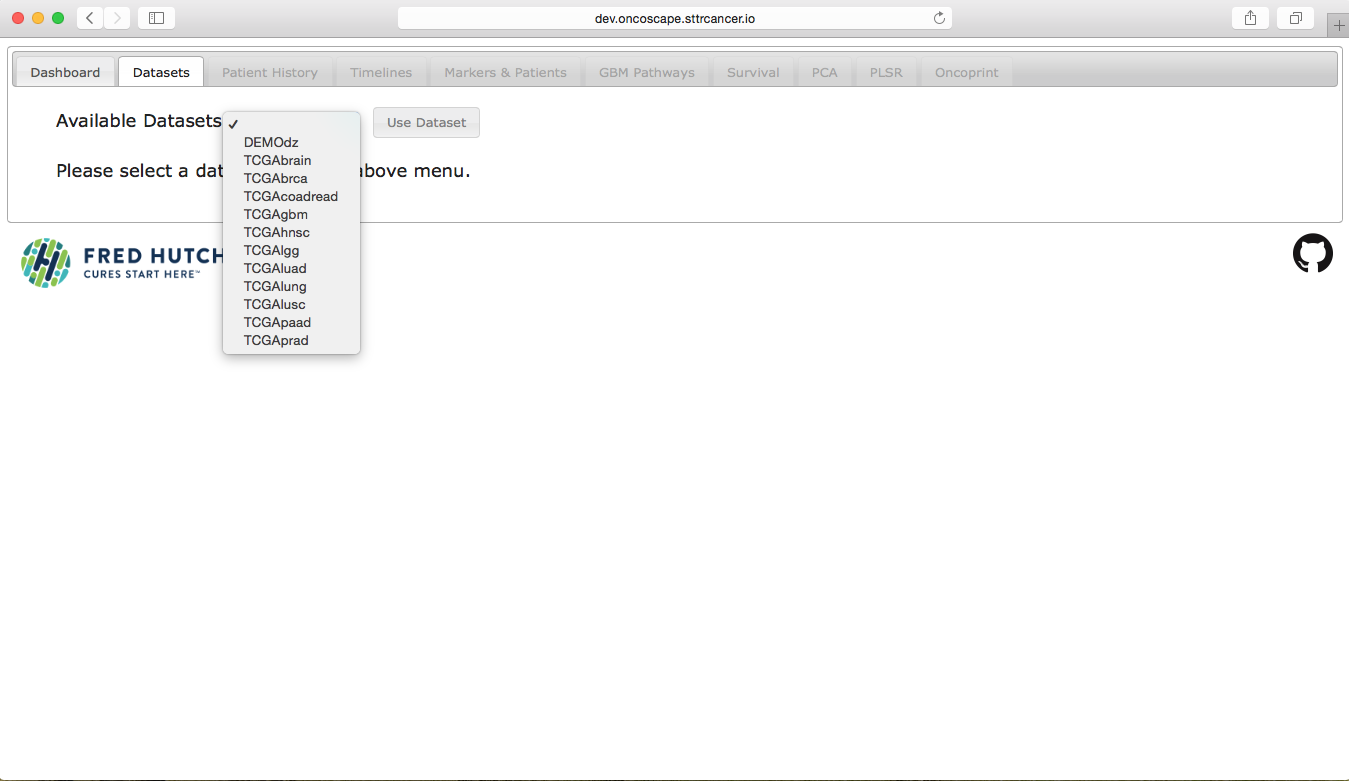 dev.oncoscape.sttrcancer.io
Dashboard Datasets Patient History Timelines Markers & Patients GBM Pathways Survival PCA PLSR Oncoprint
Available Datasets Use Dataset
✓
DEMOdz
TCGAbrain
Please select a dat above menu.
TCGAbrca
TCGAcoadread
TCGAgbm
TCGAhnsc
TCGAlgg
TCGAluad
TCGAlung
TCGAlusc
TCGApaad
TCGAprad
FRED HUTCH
CURES START HERE™